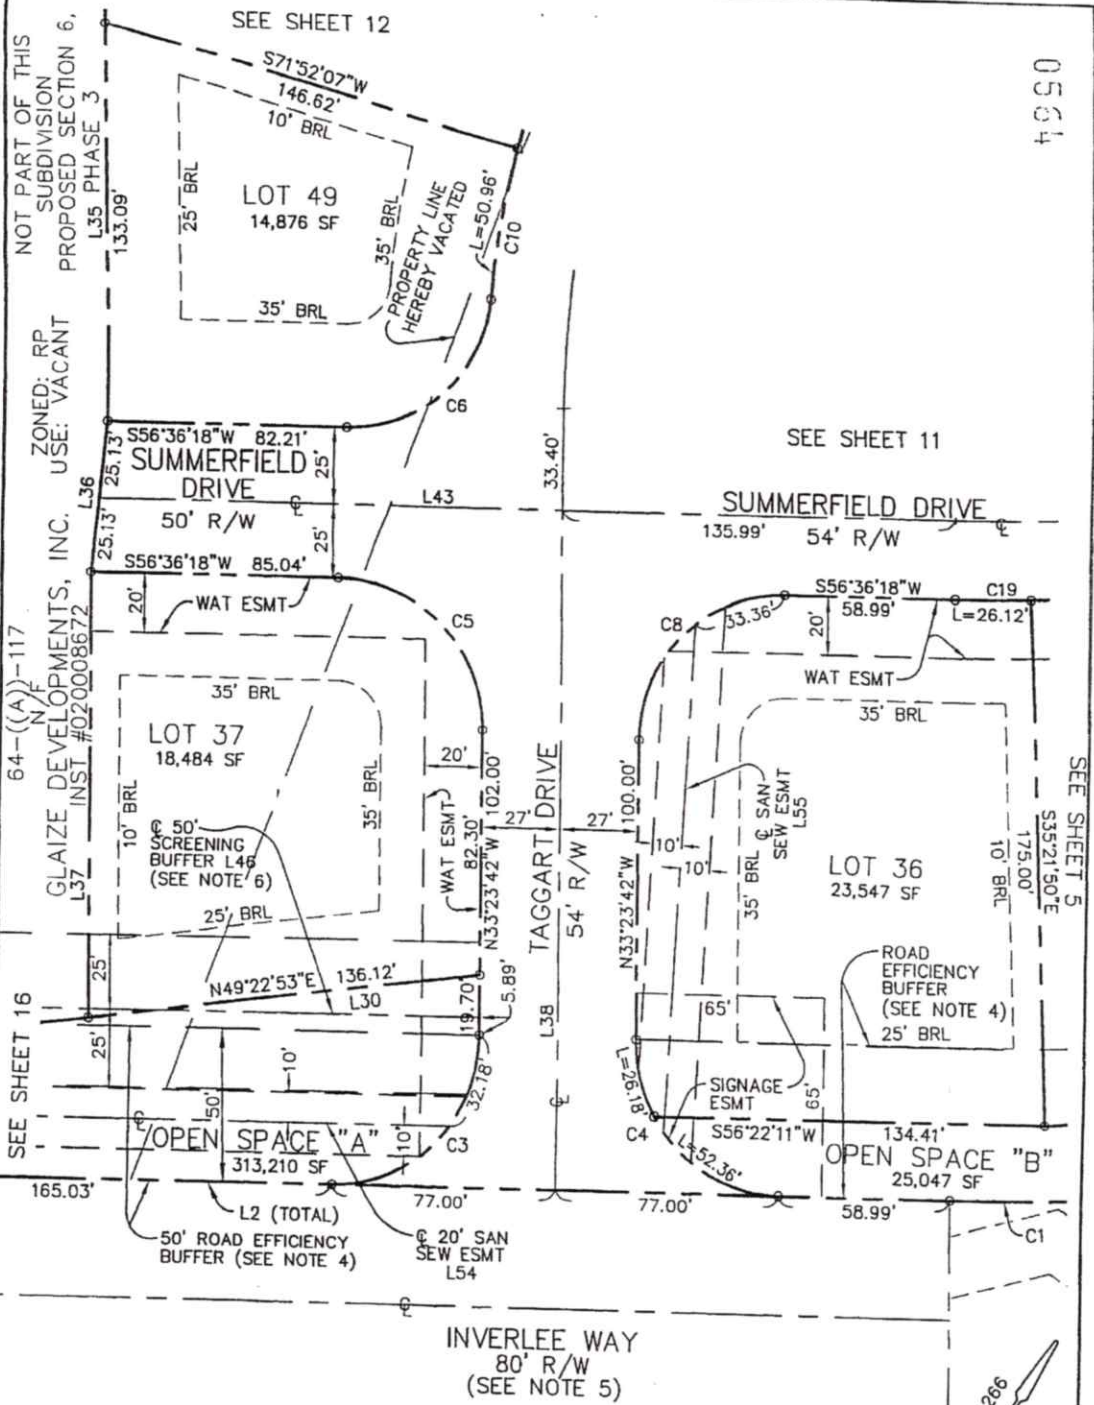 SEE SHEET 12
0564
NOT PART OF THIS
SUBDIVISION
PROPOSED SECTION 6,
PHASE 3
L35
133.09'
S71°52'07"W
146.62'
10' BRL
25' BRL
LOT 49
14,876 SF
35' BRL
35' BRL
PROPERTY LINE
HEREBY VACATED
L=50.96'
C10
C6
ZONED: RP
USE: VACANT
S56°36'18"W 82.21'
SUMMERFIELD
DRIVE
50' R/W
25.13'
L36
25.13'
25'
25'
L43
33.40'
SEE SHEET 11
SUMMERFIELD DRIVE
135.99'
54' R/W
S56°36'18"W 85.04'
20'
WAT ESMT
C5
S56°36'18"W
58.99'
C19
L=26.12'
C8
33.36'
20'
WAT ESMT
64-((A))-117
N/F
GLAIZE DEVELOPMENTS, INC.
INST #020008672
L37
35' BRL
LOT 37
18,484 SF
10' BRL
35' BRL
20'
WAT ESMT
℄ 50'
SCREENING
BUFFER L46
(SEE NOTE 6)
25' BRL
102.00'
82.30'
N33°23'42"W
27'
27'
TAGGART DRIVE
54' R/W
100.00'
N33°23'42"W
10'
10'
℄ SAN
SEW ESMT
L55
35' BRL
35' BRL
LOT 36
23,547 SF
10' BRL
S35°21'50"E
175.00'
SEE SHEET 5
ROAD
EFFICIENCY
BUFFER
(SEE NOTE 4)
25' BRL
25'
N49°22'53"E 136.12'
L30
5.89'
19.70'
L38
65'
65'
SIGNAGE
ESMT
L=26.18'
C4
S56°22'11"W
134.41'
L=52.36'
SEE SHEET 16
25'
50'
10'
10'
32.18'
C3
OPEN SPACE "A"
313,210 SF
OPEN SPACE "B"
25,047 SF
165.03'
L2 (TOTAL)
77.00'
77.00'
58.99'
C1
50' ROAD EFFICIENCY
BUFFER (SEE NOTE 4)
℄ 20' SAN
SEW ESMT
L54
INVERLEE WAY
80' R/W
(SEE NOTE 5)
266